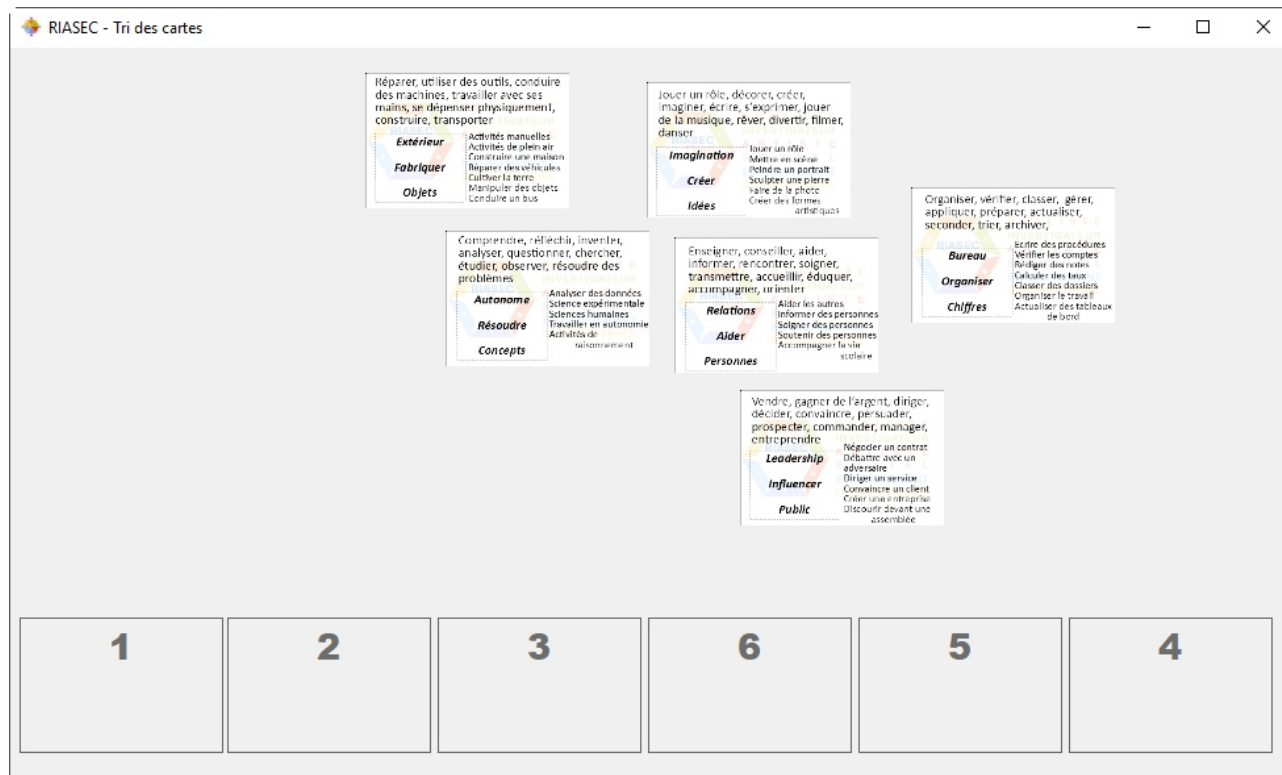 RIASEC - Tri des cartes
Réparer, utiliser des outils, conduire
des machines, travailler avec ses
mains, se dépenser physiquement,
construire, transporter
Extérieur
Fabriquer
Objets
Activités manuelles
Activités de plein air
Construire une maison
Réparer des véhicules
Cultiver la terre
Manipuler des objets
Conduire un bus
Jouer un rôle, décorer, créer,
imaginer, écrire, s'exprimer, jouer
de la musique, rêver, divertir, filmer,
danser
Imagination
Créer
Idées
Jouer un rôle
Mettre en scène
Peindre un portrait
Sculpter une pierre
Faire de la photo
Créer des formes
artistiques
Organiser, vérifier, classer, gérer,
appliquer, préparer, actualiser,
seconder, trier, archiver,
Bureau
Organiser
Chiffres
Ecrire des procédures
Vérifier les comptes
Rédiger des notes
Calculer des taux
Classer des dossiers
Organiser le travail
Actualiser des tableaux
de bord
Comprendre, réfléchir, inventer,
analyser, questionner, chercher,
étudier, observer, résoudre des
problèmes
Autonome
Résoudre
Concepts
Analyser des données
Science expérimentale
Sciences humaines
Travailler en autonomie
Activités de
raisonnement
Enseigner, conseiller, aider,
informer, rencontrer, soigner,
transmettre, accueillir, éduquer,
accompagner, orienter
Relations
Aider
Personnes
Aider les autres
Informer des personnes
Soigner des personnes
Soutenir des personnes
Accompagner la vie
scolaire
Vendre, gagner de l'argent, diriger,
décider, convaincre, persuader,
prospecter, commander, manager,
entreprendre
Leadership
Influencer
Public
Négocier un contrat
Débattre avec un
adversaire
Diriger un service
Convaincre un client
Créer une entreprise
Discourir devant une
assemblée
1 2 3 6 5 4